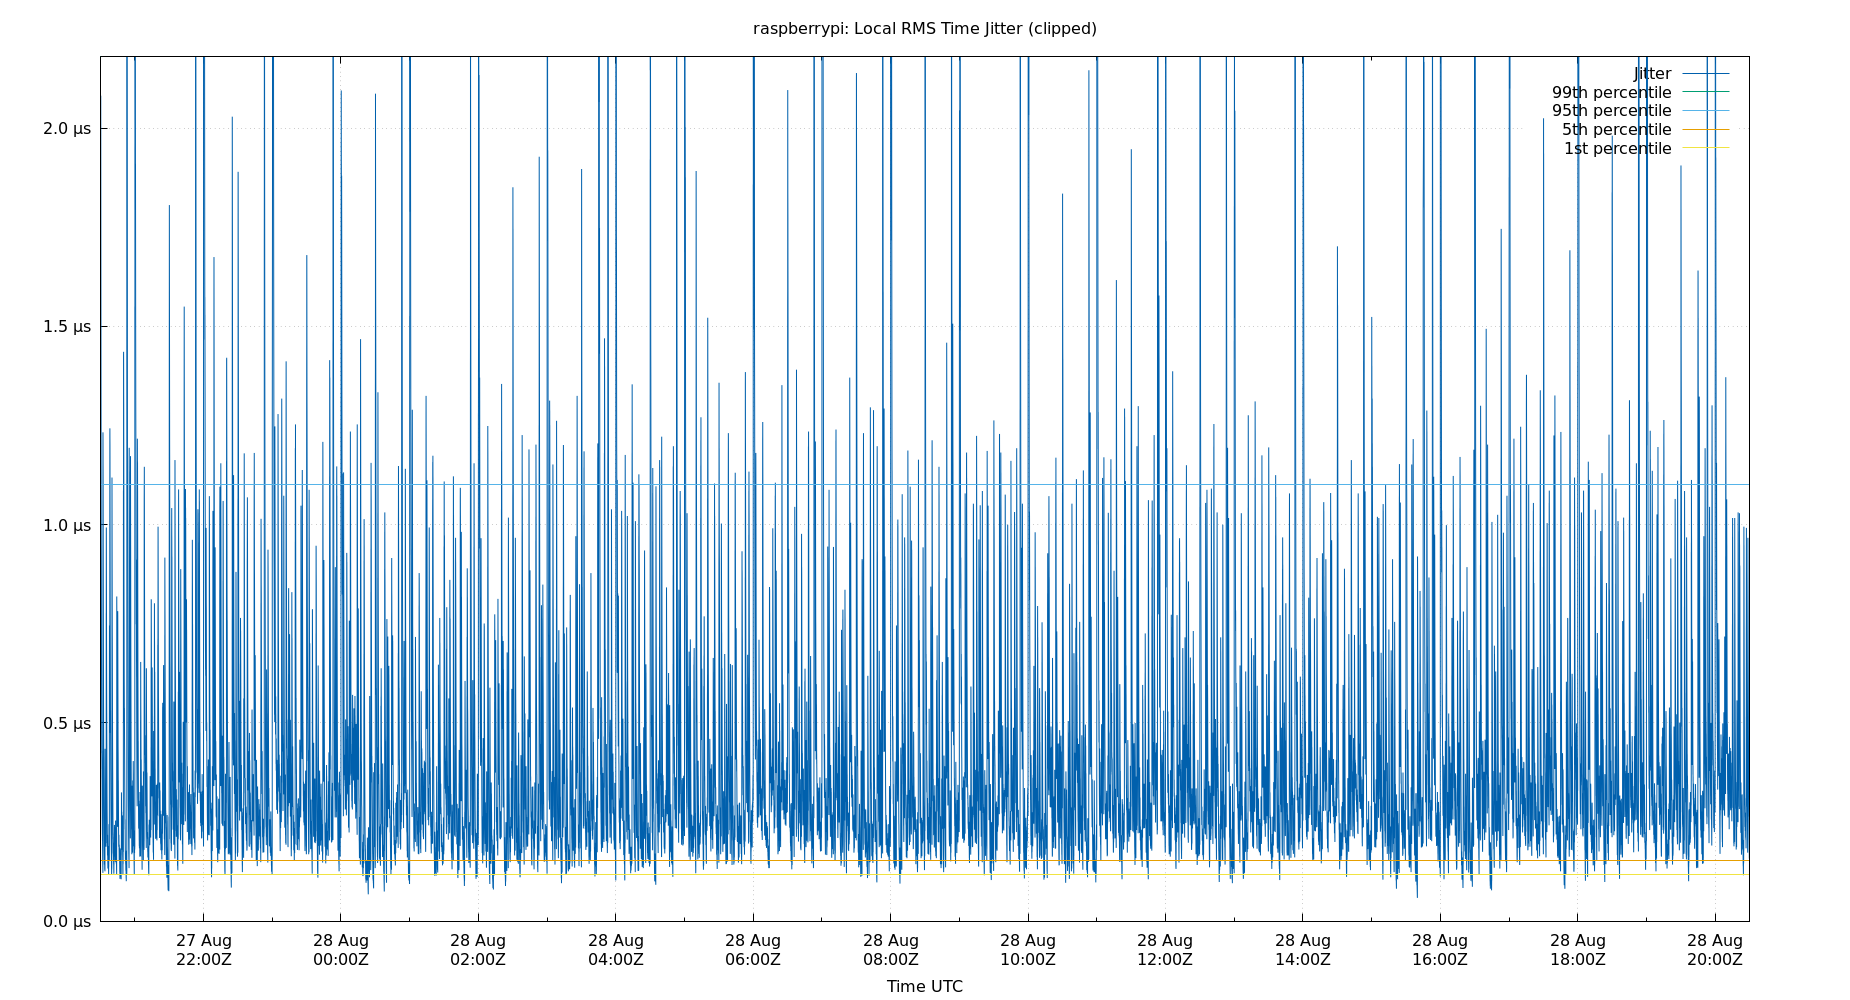 raspberrypi: Local RMS Time Jitter (clipped)
Jitter
99th percentile
95th percentile
5th percentile
1st percentile
2.0 µs
1.5 µs
1.0 µs
0.5 µs
0.0 µs
27 Aug 28 Aug 28 Aug 28 Aug 28 Aug 28 Aug 28 Aug 28 Aug 28 Aug 28 Aug 28 Aug 28 Aug
22:00Z 00:00Z 02:00Z 04:00Z 06:00Z 08:00Z 10:00Z 12:00Z 14:00Z 16:00Z 18:00Z 20:00Z
Time UTC